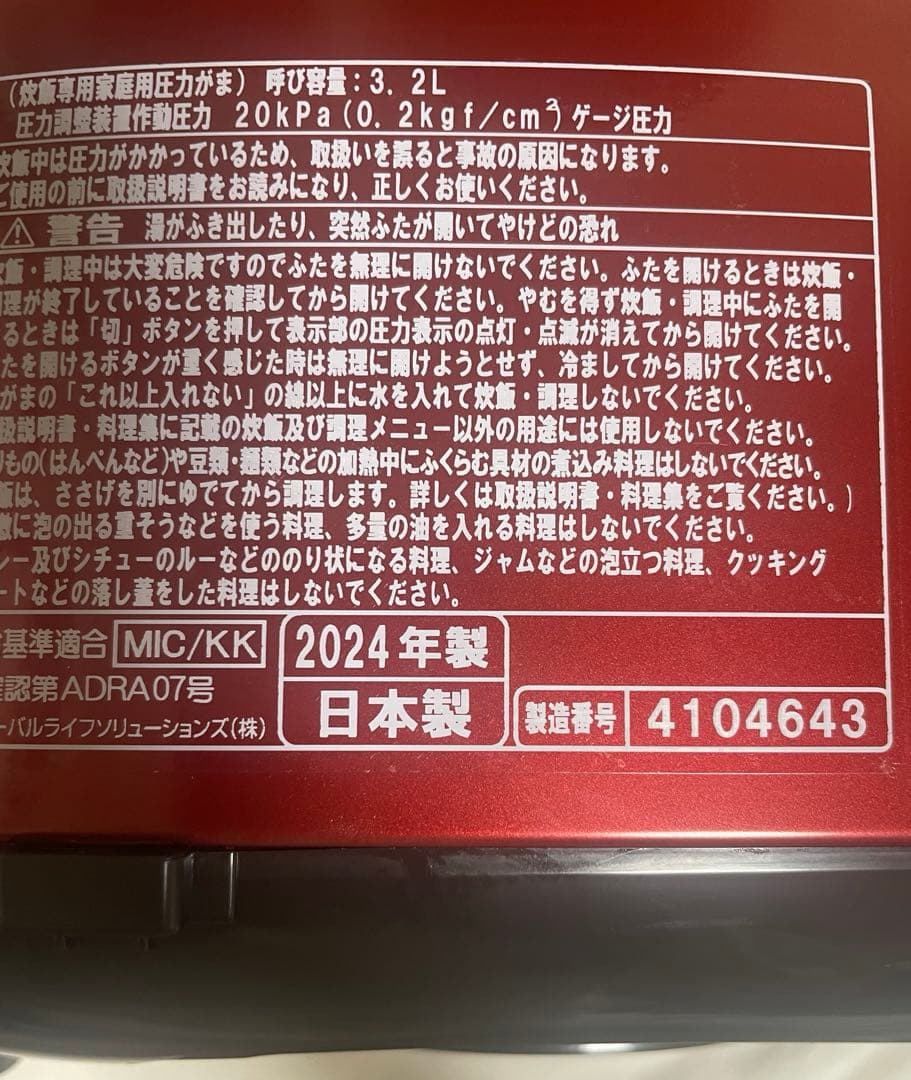 (炊飯専用家庭用圧力がま) 呼び容量:3.2L
圧力調整装置作動圧力 20kPa(0.2kgf/cm²)ゲージ圧力
炊飯中は圧力がかかっているため、取扱いを誤ると事故の原因になります。
ご使用の前に取扱説明書をお読みになり、正しくお使いください。
⚠ 警告 湯がふき出したり、突然ふたが開いてやけどの恐れ
炊飯・調理中は大変危険ですのでふたを無理に開けないでください。ふたを開けるときは炊飯・
調理が終了していることを確認してから開けてください。やむを得ず炊飯・調理中にふたを開
るときは「切」ボタンを押して表示部の圧力表示の点灯・点滅が消えてから開けてください。
たを開けるボタンが重く感じた時は無理に開けようとせず、冷ましてから開けてください。
がまの「これ以上入れない」の線以上に水を入れて炊飯・調理しないでください。
扱説明書・料理集に記載の炊飯及び調理メニュー以外の用途には使用しないでください。
りもの(はんぺんなど)や豆類・麺類などの加熱中にふくらむ具材の煮込み料理はしないでください。
飯は、ささげを別にゆでてから調理します。詳しくは取扱説明書・料理集をご覧ください。)
激に泡の出る重そうなどを使う料理、多量の油を入れる料理はしないでください。
レー及びシチューのルーなどののり状になる料理、ジャムなどの泡立つ料理、クッキング
ートなどの落し蓋をした料理はしないでください。
基準適合 MIC/KK
確認第ADRA07号
ーバルライフソリューションズ(株)
2024年製
日本製
製造番号 4104643